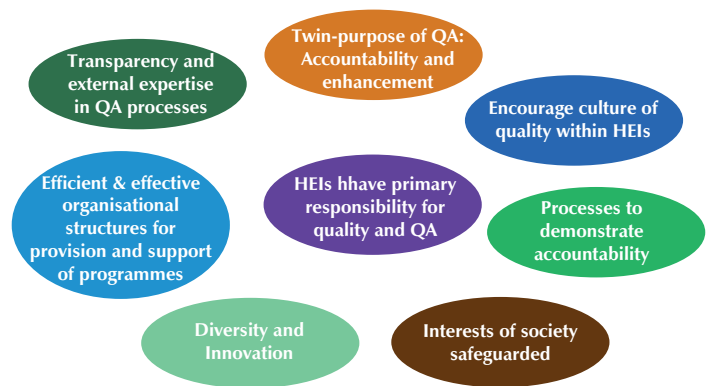 Transparency and
external expertise
in QA processes
Twin-purpose of QA:
Accountability and
enhancement
Encourage culture of
quality within HEIs
Efficient & effective
organisational
structures for
provision and support
of programmes
HEIs hhave primary
responsibility for
quality and QA
Processes to
demonstrate
accountability
Diversity and
Innovation
Interests of society
safeguarded